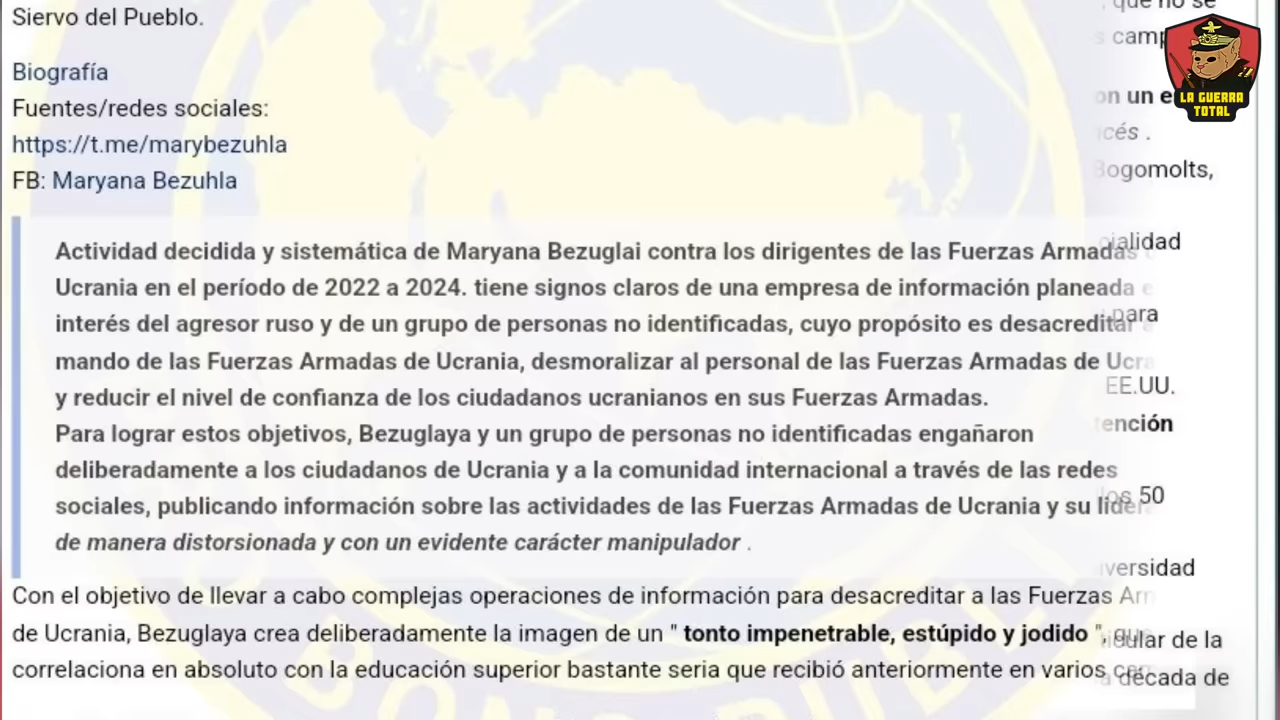 Siervo del Pueblo.
Biografía
Fuentes/redes sociales:
https://t.me/marybezuhla
FB: Maryana Bezuhla
Actividad decidida y sistemática de Maryana Bezuglai contra los dirigentes de las Fuerzas Armadas
Ucrania en el período de 2022 a 2024. tiene signos claros de una empresa de información planeada e
interés del agresor ruso y de un grupo de personas no identificadas, cuyo propósito es desacreditar
mando de las Fuerzas Armadas de Ucrania, desmoralizar al personal de las Fuerzas Armadas de
y reducir el nivel de confianza de los ciudadanos ucranianos en sus Fuerzas Armadas.
Para lograr estos objetivos, Bezuglaya y un grupo de personas no identificadas engañaron
deliberadamente a los ciudadanos de Ucrania y a la comunidad internacional a través de las redes
sociales, publicando información sobre las actividades de las Fuerzas Armadas de Ucrania y su
de manera distorsionada y con un evidente carácter manipulador .
Con el objetivo de llevar a cabo complejas operaciones de información para desacreditar a las Fuerzas
de Ucrania, Bezuglaya crea deliberadamente la imagen de un " tonto impenetrable, estúpido y jodido ", que
correlaciona en absoluto con la educación superior bastante seria que recibió anteriormente en varios
que no se
on un
Bogomolts,
para
EE.UU.
los 50
de la
década de
LA GUERRA
TOTAL
BONO PUBL